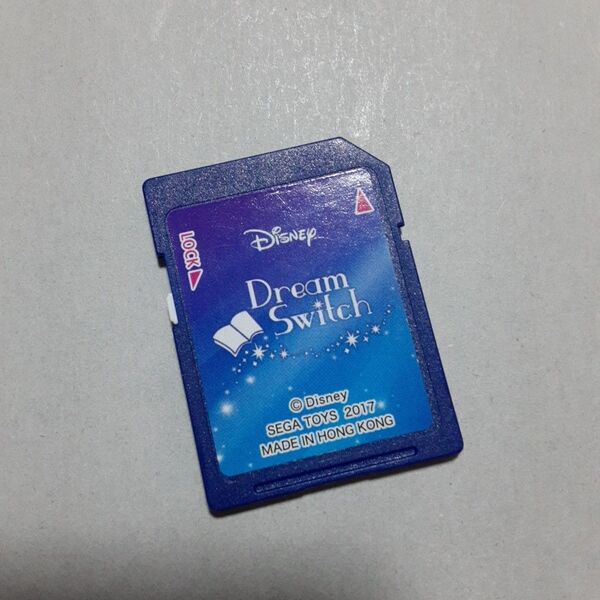 Disney
LOCK
Dream
Switch
© Disney
SEGA TOYS 2017
MADE IN HONG KONG